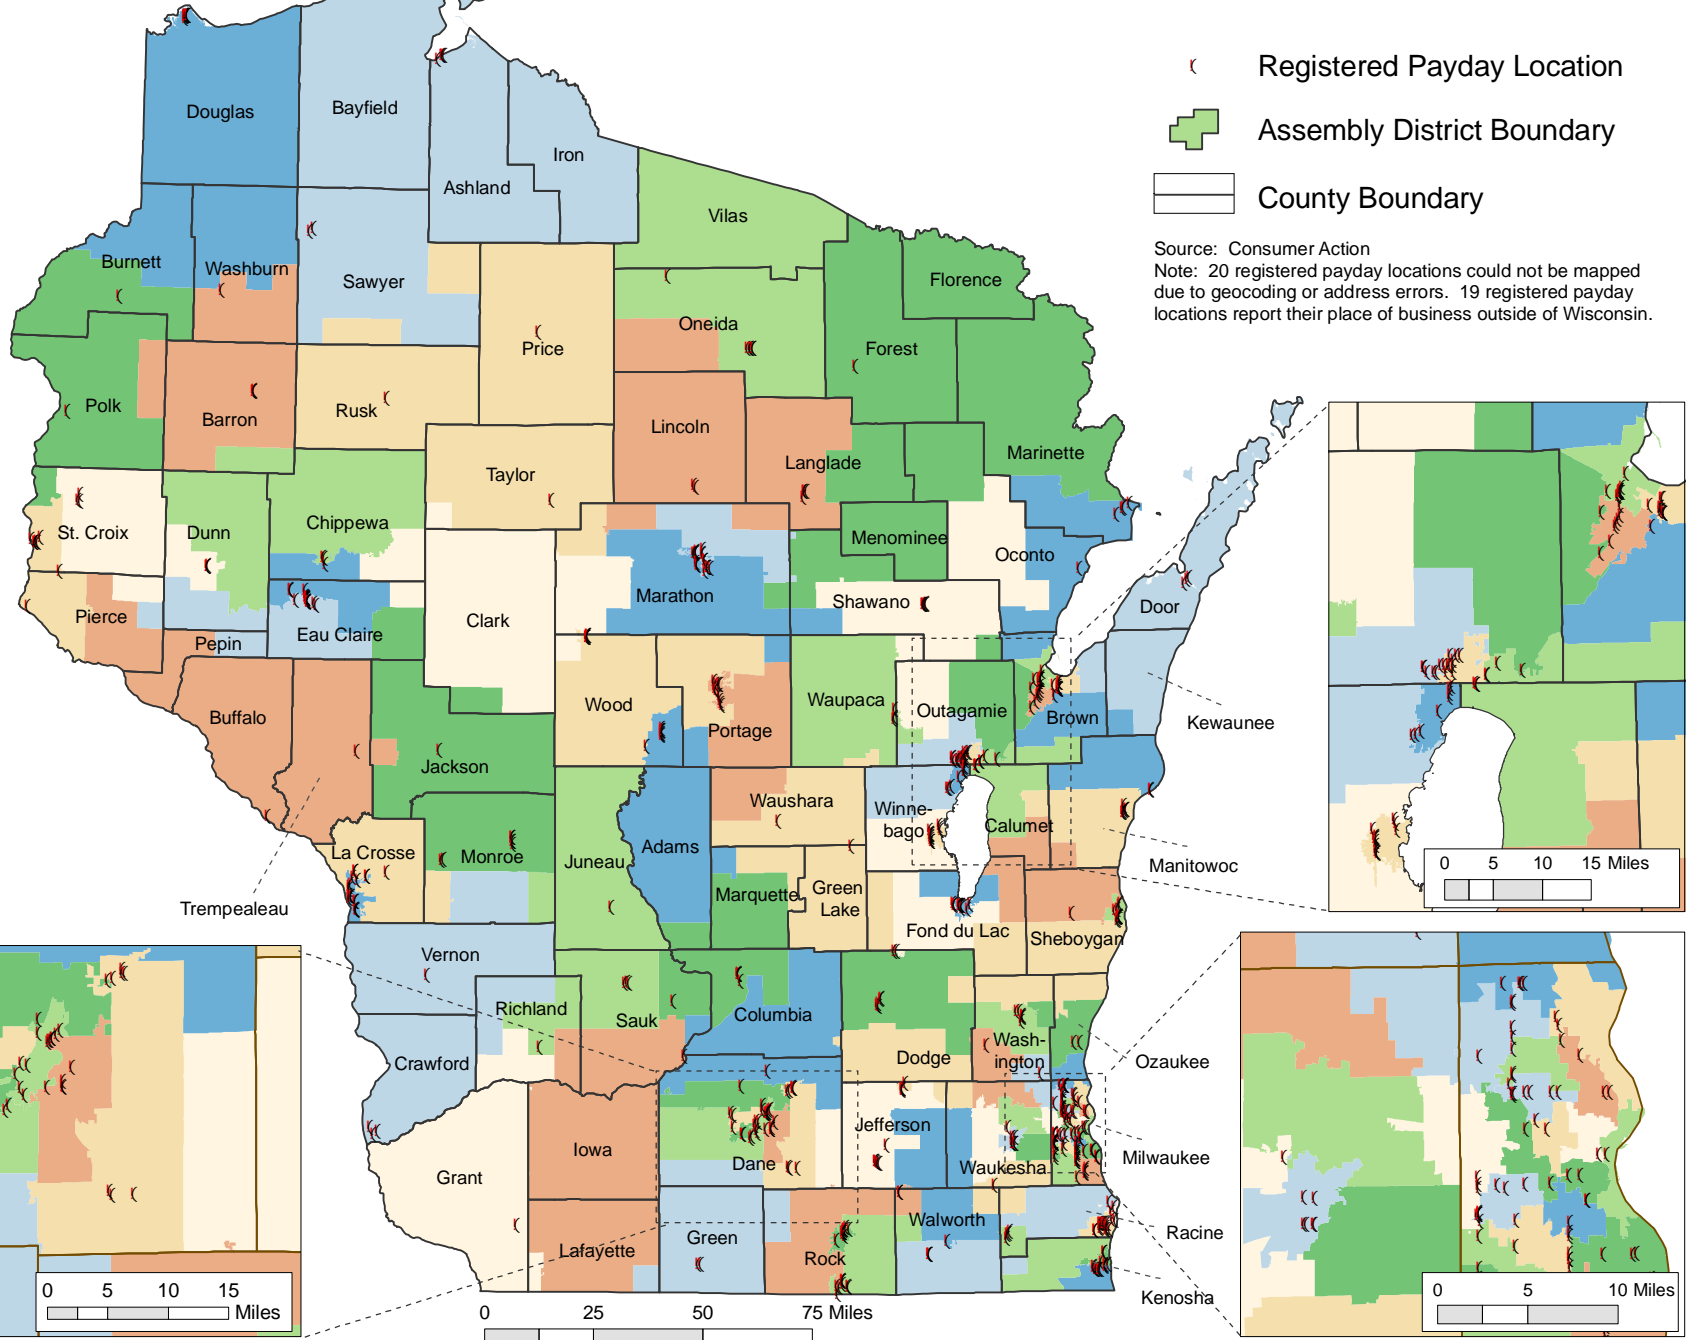 Registered Payday Location
Assembly District Boundary
County Boundary
Source:  Consumer Action
Note:  20 registered payday locations could not be mapped
due to geocoding or address errors.  19 registered payday
locations report their place of business outside of Wisconsin.
Douglas
Bayfield
Iron
Ashland
Vilas
Burnett
Washburn
Sawyer
Florence
Oneida
Price
Forest
Polk
Barron
Rusk
Lincoln
Langlade
Marinette
Taylor
St. Croix
Dunn
Chippewa
Menominee
Oconto
Marathon
Shawano
Door
Pierce
Pepin
Eau Claire
Clark
Buffalo
Wood
Portage
Waupaca
Outagamie
Brown
Kewaunee
Jackson
Waushara
Winne-
bago
Calumet
Manitowoc
La Crosse
Monroe
Juneau
Adams
Marquette
Green
Lake
Trempealeau
Fond du Lac
Sheboygan
Vernon
Richland
Sauk
Columbia
Dodge
Wash-
ington
Ozaukee
Crawford
Jefferson
Milwaukee
Iowa
Dane
Waukesha
Grant
Walworth
Racine
Lafayette
Green
Rock
Kenosha
0 5 10 15 Miles
0 5 10 15
Miles
0 25 50 75 Miles
0 5 10 Miles